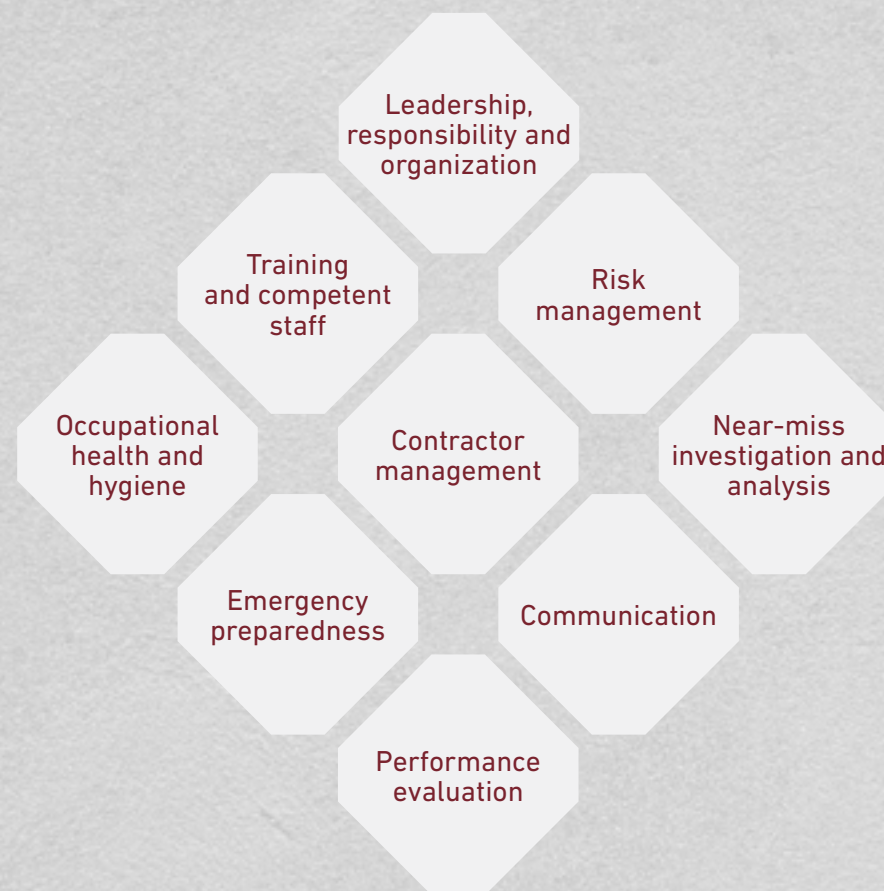 Leadership,
responsibility and
organization
Training
and competent
staff
Risk
management
Occupational
health and
hygiene
Contractor
management
Near-miss
investigation and
analysis
Emergency
preparedness
Communication
Performance
evaluation